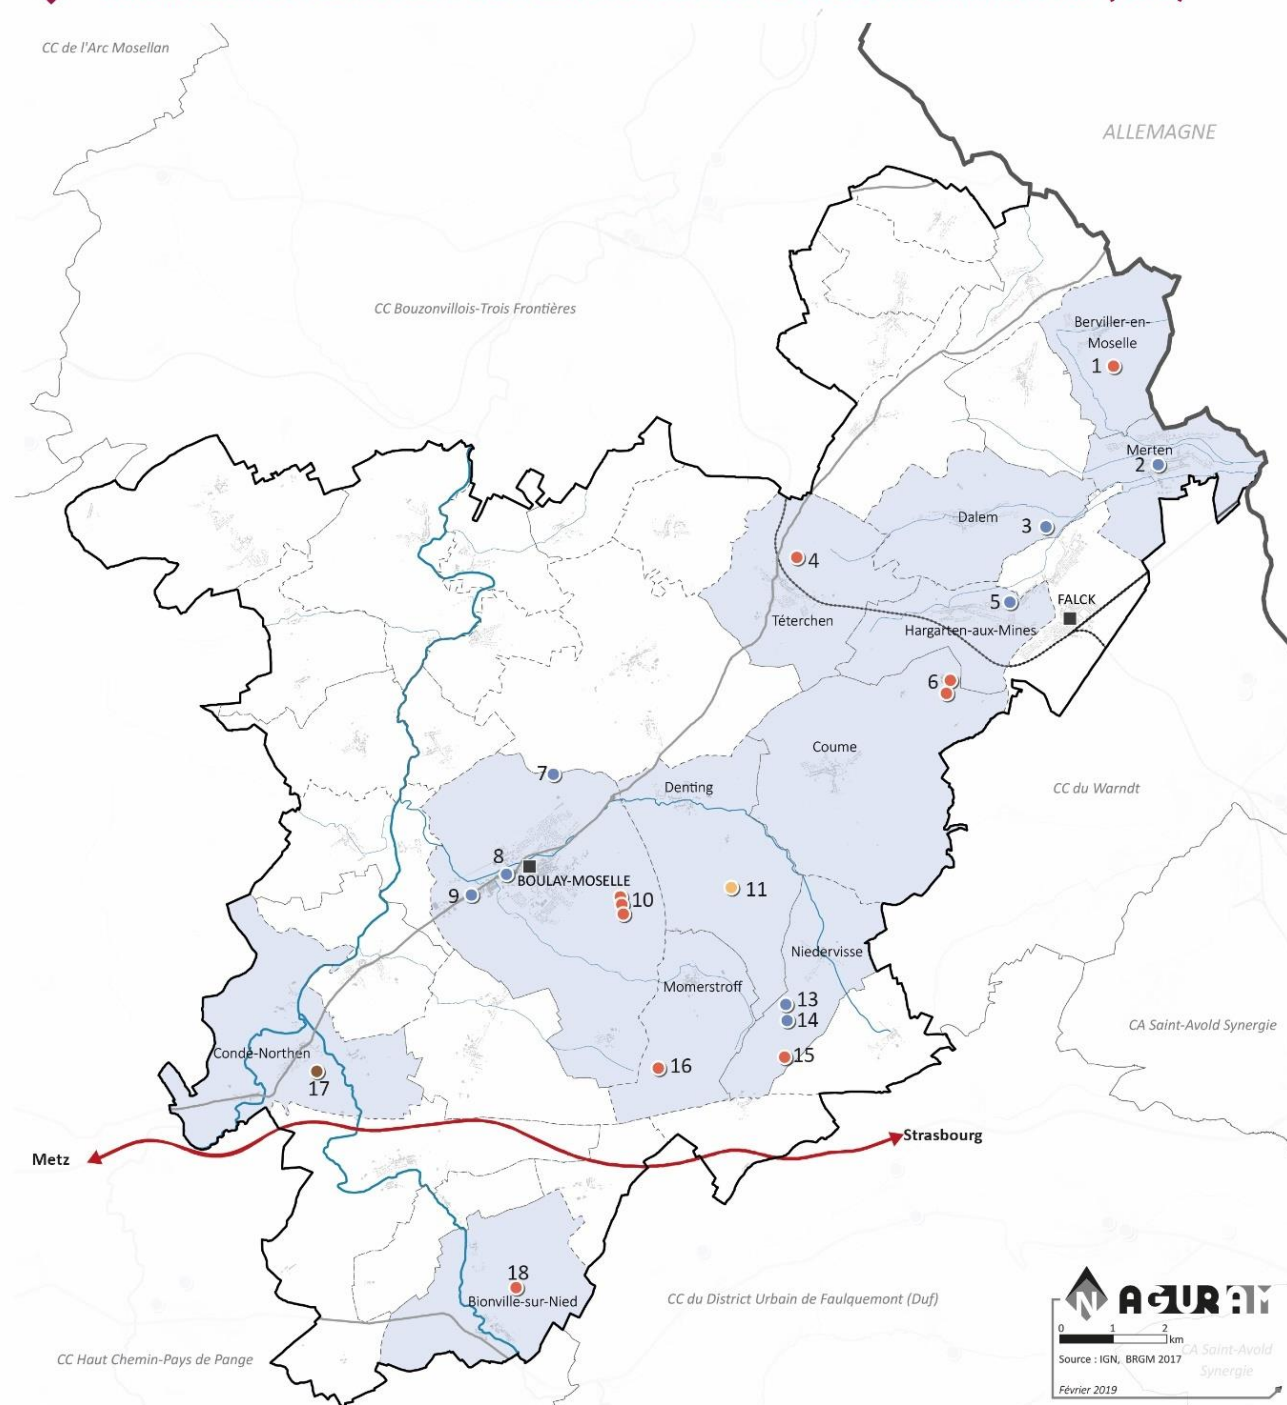 CC de l'Arc Mosellan
ALLEMAGNE
CC Bouzonvillois-Trois Frontières
Berviller-en-
Moselle
1
Merten
2
Dalem
3
4
5
FALCK
Téterchen
Hargarten-aux-Mines
6
Coume
7
Denting
CC du Warndt
8
BOULAY-MOSELLE
9
10
11
Niedervisse
Momerstroff
13
14
CA Saint-Avold Synergie
15
16
Condé-Northen
17
Metz
Strasbourg
18
Bionville-sur-Nied
CC du District Urbain de Faulquemont (Duf)
CC Haut Chemin-Pays de Pange
N
AGURAM
0 1 2
km
CA Saint-Avold
Synergie
Source : IGN, BRGM 2017
Février 2019